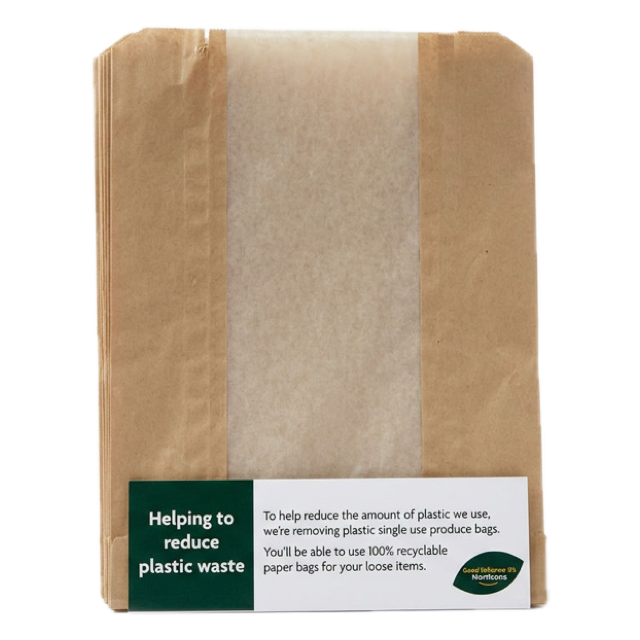 Helping to
reduce
plastic waste
To help reduce the amount of plastic we use,
we're removing plastic single use produce bags.
You'll be able to use 100% recyclable
paper bags for your loose items.